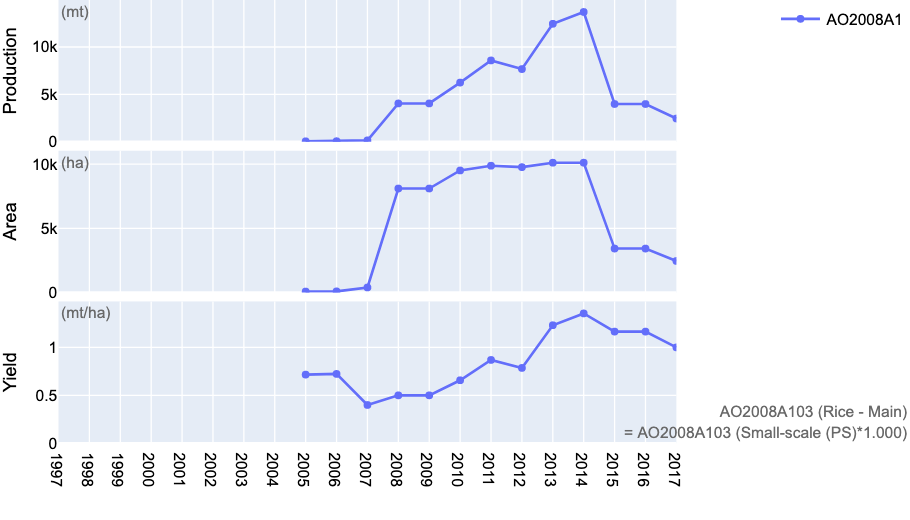 (mt)
AO2008A1
Production
10k
5k
0
(ha)
Area
10k
5k
0
(mt/ha)
Yield
1
0.5
0
AO2008A103 (Rice - Main)
= AO2008A103 (Small-scale (PS)*1.000)
1997
1998
1999
2000
2001
2002
2003
2004
2005
2006
2007
2008
2009
2010
2011
2012
2013
2014
2015
2016
2017